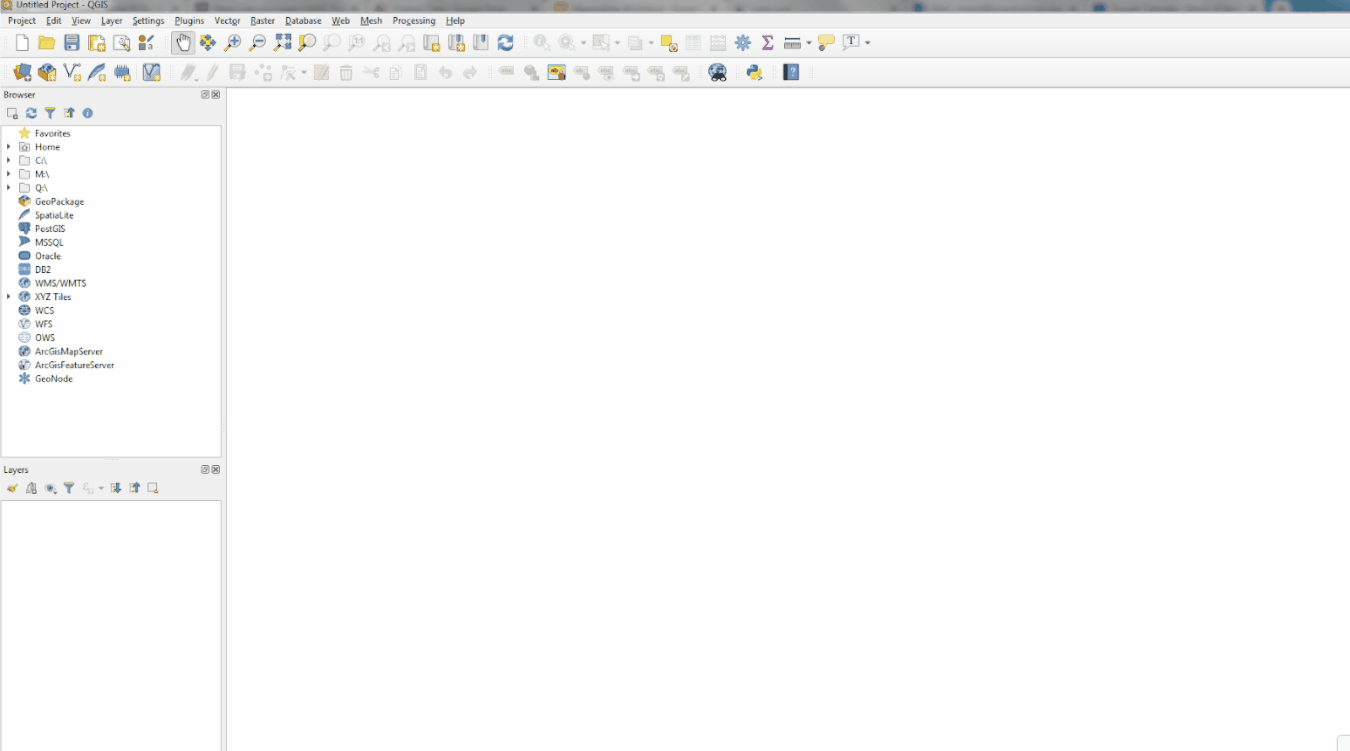 Untitled Project - QGIS
Project Edit View Layer Settings Plugins Vector Raster Database Web Mesh Processing Help
Browser
Favorites
Home
C:\
M:\
Q:\
GeoPackage
SpatiaLite
PostGIS
MSSQL
Oracle
DB2
WMS/WMTS
XYZ Tiles
WCS
WFS
OWS
ArcGisMapServer
ArcGisFeatureServer
GeoNode
Layers